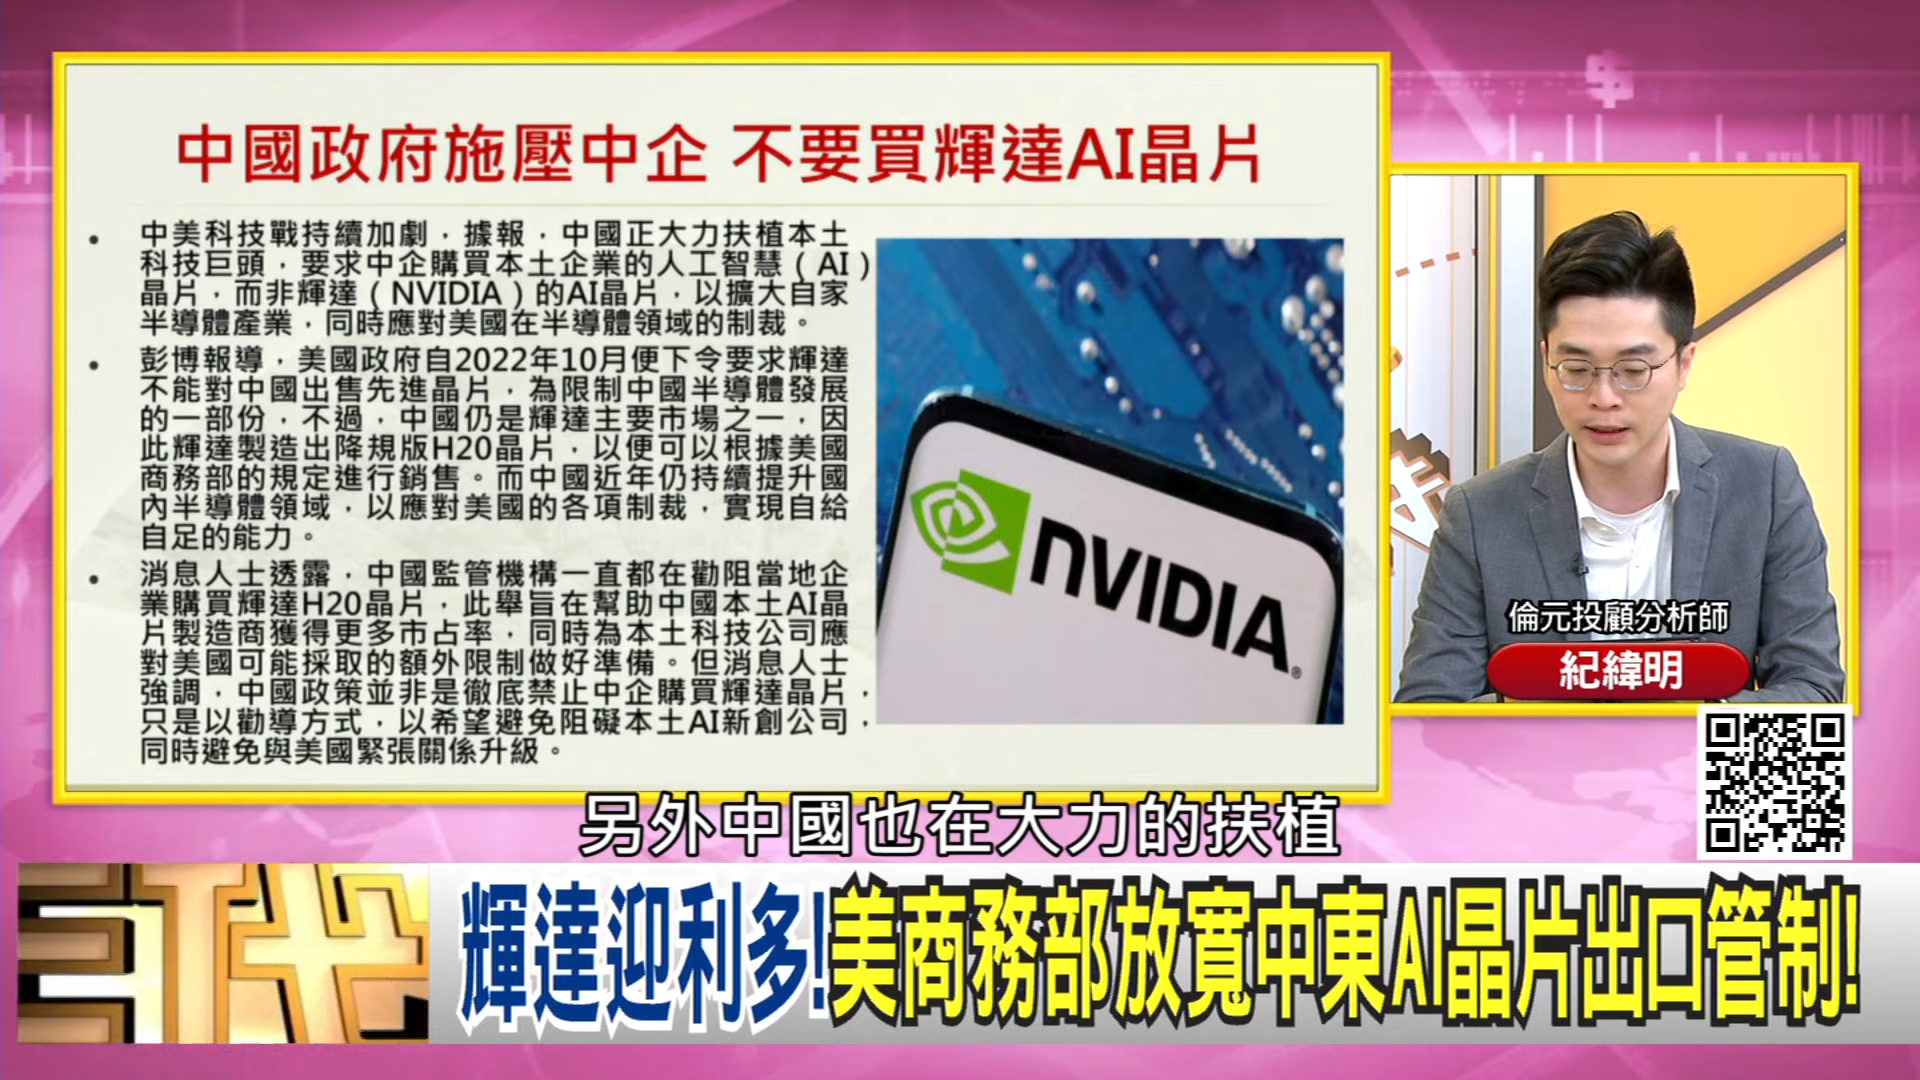 中國政府施壓中企 不要買輝達AI晶片
• 中美科技戰持續加劇，據報，中國正大力扶植本土
科技巨頭，要求中企購買本土企業的人工智慧（AI）
晶片，而非輝達（NVIDIA）的AI晶片，以擴大自家
半導體產業，同時應對美國在半導體領域的制裁。
• 彭博報導，美國政府自2022年10月便下令要求輝達
不能對中國出售先進晶片，為限制中國半導體發展
的一部份，不過，中國仍是輝達主要市場之一，因
此輝達製造出降規版H20晶片，以便可以根據美國
商務部的規定進行銷售。而中國近年仍持續提升國
內半導體領域，以應對美國的各項制裁，實現自給
自足的能力。
• 消息人士透露，中國監管機構一直都在勸阻當地企
業購買輝達H20晶片，此舉旨在幫助中國本土AI晶
片製造商獲得更多市占率，同時為本土科技公司應
對美國可能採取的額外限制做好準備。但消息人士
強調，中國政策並非是徹底禁止中企購買輝達晶片，
只是以勸導方式，以希望避免阻礙本土AI新創公司，
同時避免與美國緊張關係升級。
nVIDIA®
倫元投顧分析師
紀緯明
另外中國也在大力的扶植
輝達迎利多!美商務部放寬中東AI晶片出口管制!